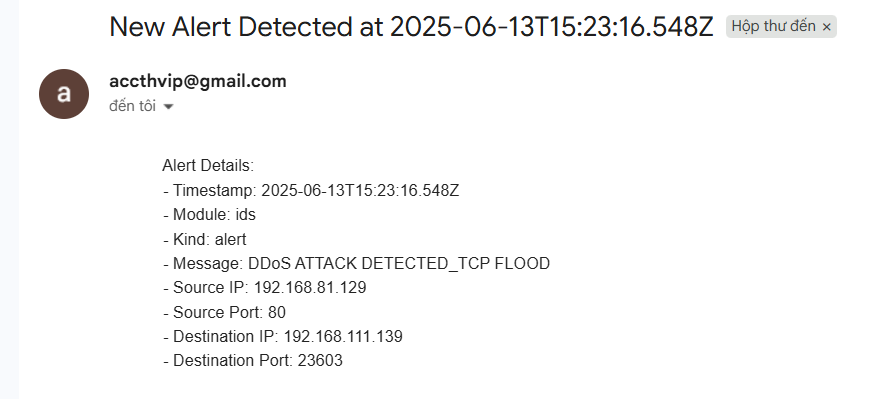 New Alert Detected at 2025-06-13T15:23:16.548Z Hộp thư đến ×
a
accthvip@gmail.com
đến tôi
Alert Details:
- Timestamp: 2025-06-13T15:23:16.548Z
- Module: ids
- Kind: alert
- Message: DDoS ATTACK DETECTED_TCP FLOOD
- Source IP: 192.168.81.129
- Source Port: 80
- Destination IP: 192.168.111.139
- Destination Port: 23603